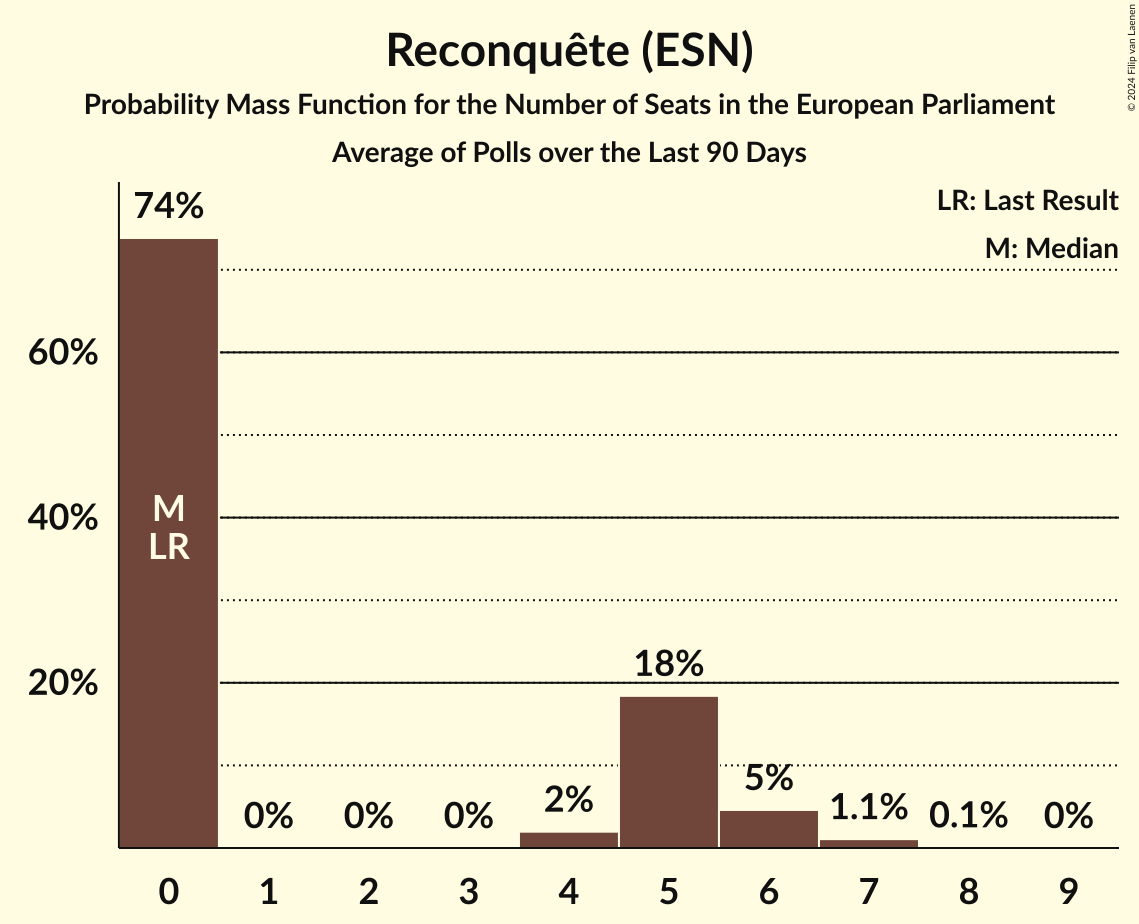 Reconquête (ESN)
Probability Mass Function for the Number of Seats in the European Parliament
Average of Polls over the Last 90 Days
© 2024 Filip van Laenen
LR: Last Result
M: Median
74%
60%
40%
20%
M
LR
0%
0%
0%
2%
18%
5%
1.1%
0.1%
0%
0
1
2
3
4
5
6
7
8
9